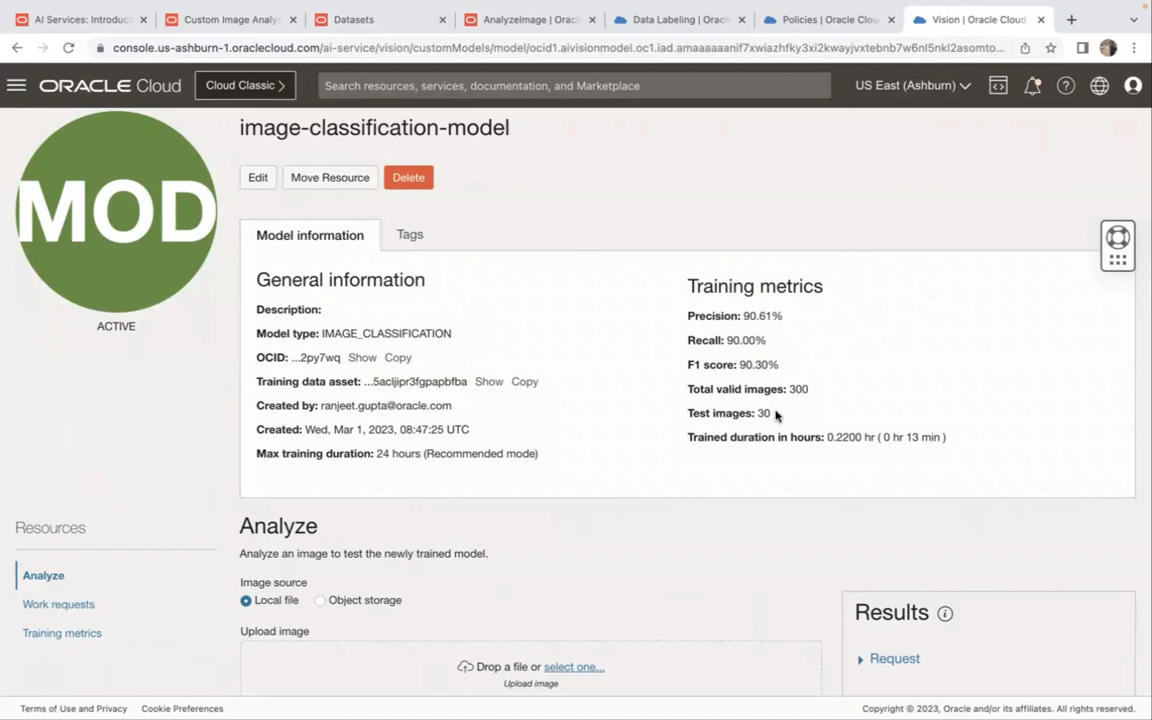 AI Services: Introduc
Custom Image Analys
Datasets
AnalyzeImage | Oracl
Data Labeling | Oracle
Policies | Oracle Clou
Vision | Oracle Cloud
console.us-ashburn-1.oraclecloud.com/ai-service/vision/customModels/model/ocid1.aivisionmodel.oc1.iad.amaaaaaanif7xwiazhfky3xi2kwayjvxtebnb7w6nl5nkl2asomto...
ORACLE Cloud
Cloud Classic
Search resources, services, documentation, and Marketplace
US East (Ashburn)
MOD
ACTIVE
image-classification-model
Edit
Move Resource
Delete
Model information
Tags
General information
Description:
Model type: IMAGE_CLASSIFICATION
OCID: ...2py7wq Show Copy
Training data asset: ...5acljipr3fgpapbfba Show Copy
Created by: ranjeet.gupta@oracle.com
Created: Wed, Mar 1, 2023, 08:47:25 UTC
Max training duration: 24 hours (Recommended mode)
Training metrics
Precision: 90.61%
Recall: 90.00%
F1 score: 90.30%
Total valid images: 300
Test images: 30
Trained duration in hours: 0.2200 hr ( 0 hr 13 min )
Resources
Analyze
Work requests
Training metrics
Analyze
Analyze an image to test the newly trained model.
Image source
Local file
Object storage
Upload image
Drop a file or select one...
Upload image
Results
Request
Terms of Use and Privacy
Cookie Preferences
Copyright © 2023, Oracle and/or its affiliates. All rights reserved.